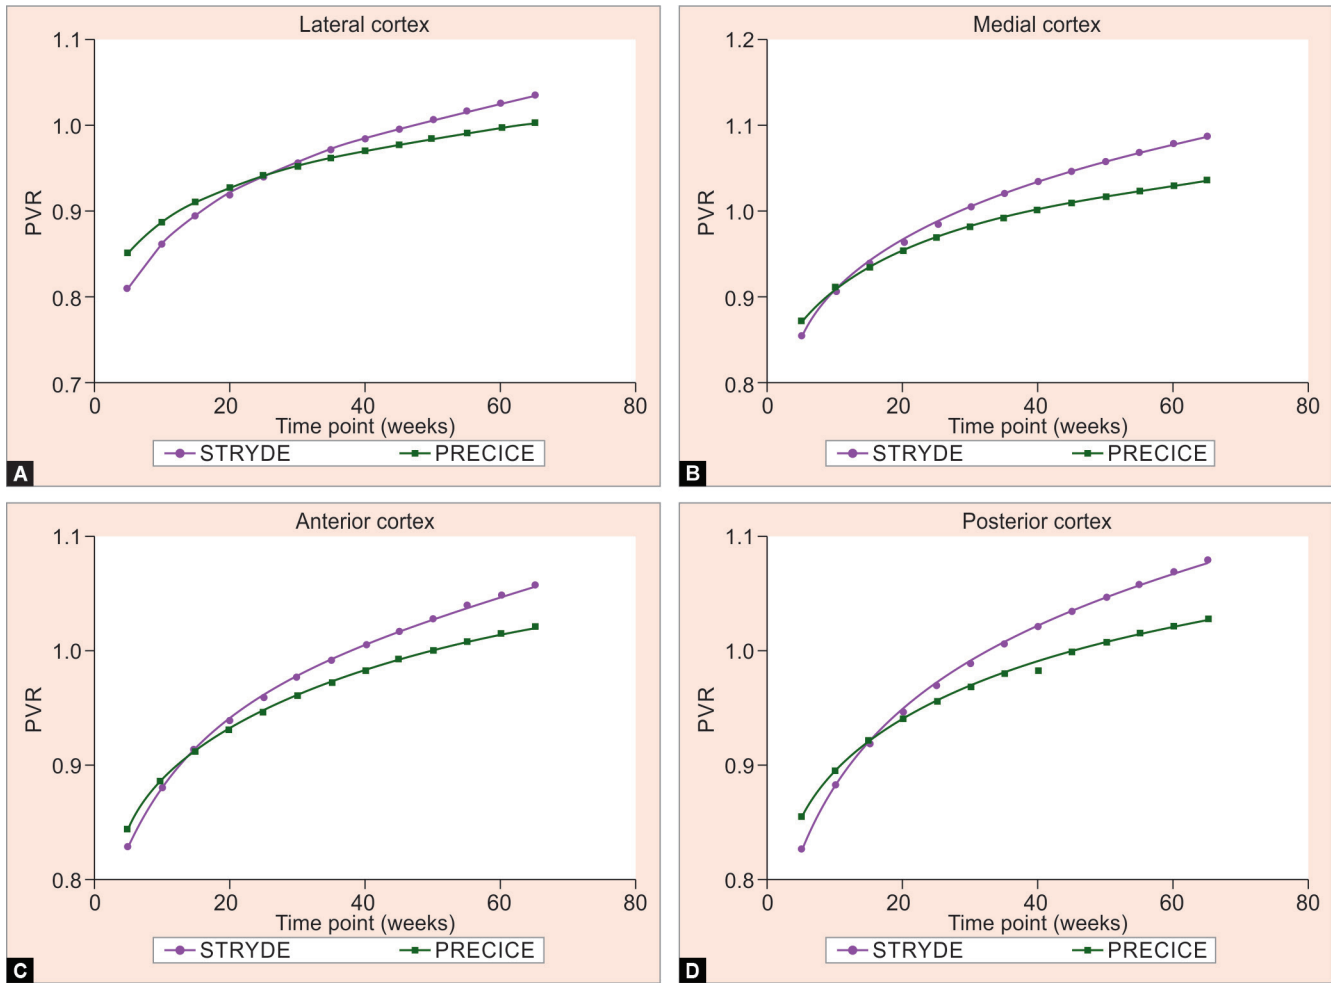 Lateral cortex
1.1
1.0
0.9
0.8
0.7
PVR
0 20 40 60 80
Time point (weeks)
STRYDE PRECICE
A
Medial cortex
1.2
1.1
1.0
0.9
0.8
PVR
0 20 40 60 80
Time point (weeks)
STRYDE PRECICE
B
Anterior cortex
1.1
1.0
0.9
0.8
PVR
0 20 40 60 80
Time point (weeks)
STRYDE PRECICE
C
Posterior cortex
1.1
1.0
0.9
0.8
PVR
0 20 40 60 80
Time point (weeks)
STRYDE PRECICE
D